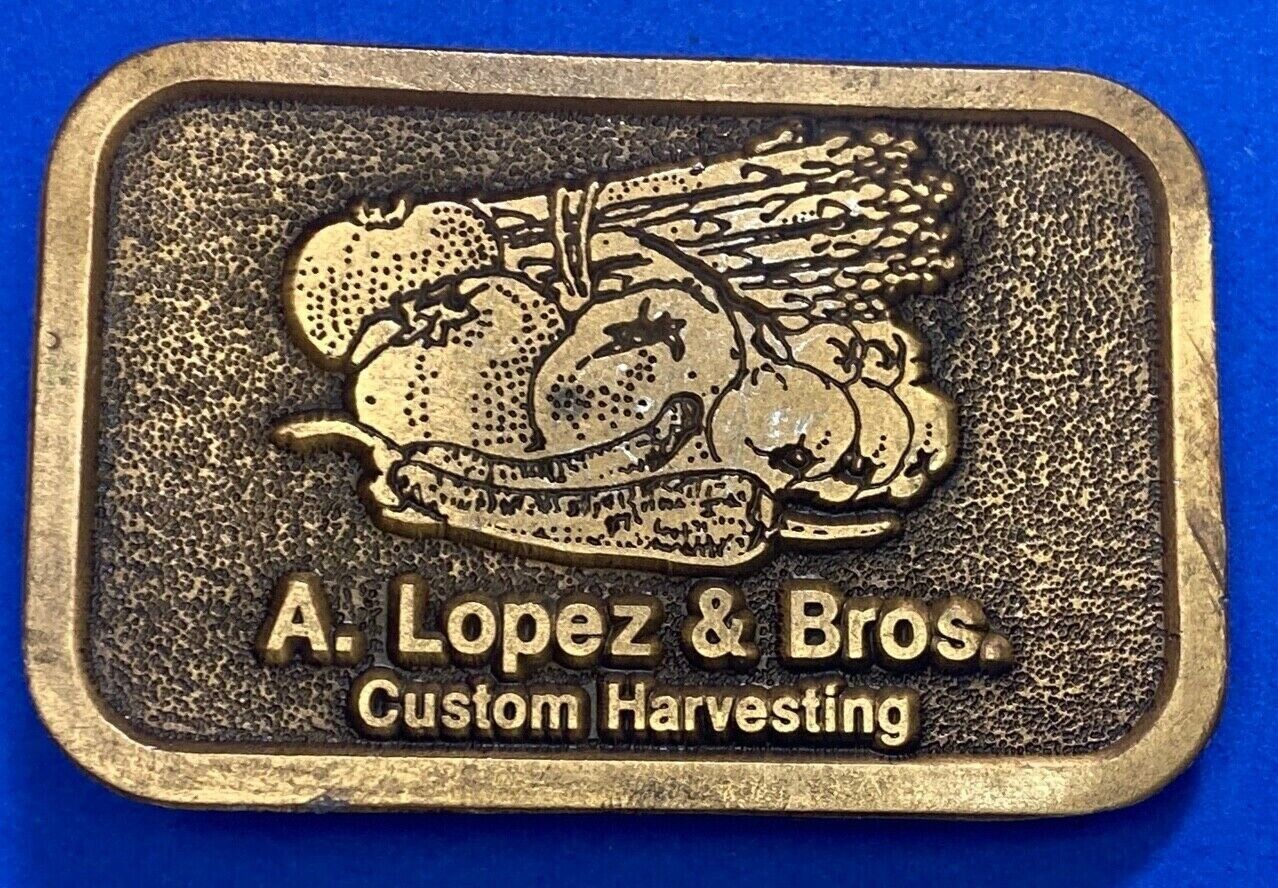 A. Lopez & Bros.
Custom Harvesting